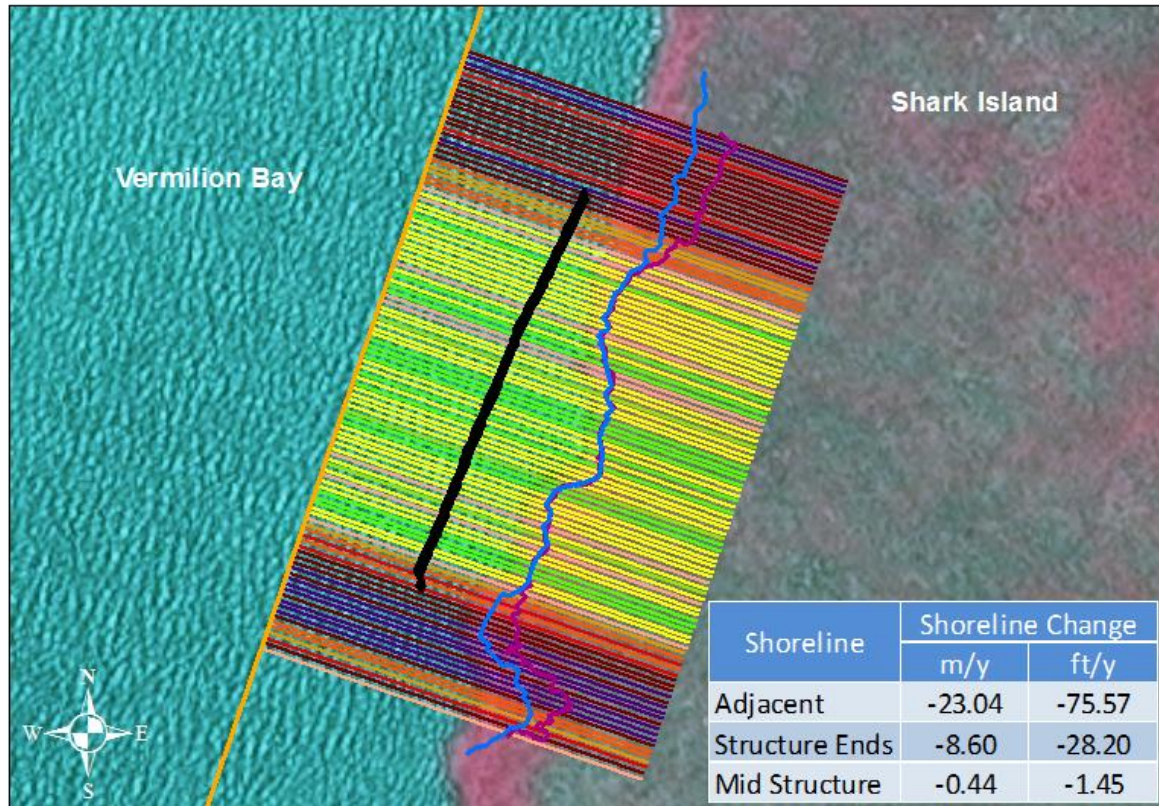 Shark Island
Vermilion Bay
N
W E
S
Shoreline Shoreline Change
m/y ft/y
Adjacent -23.04 -75.57
Structure Ends -8.60 -28.20
Mid Structure -0.44 -1.45